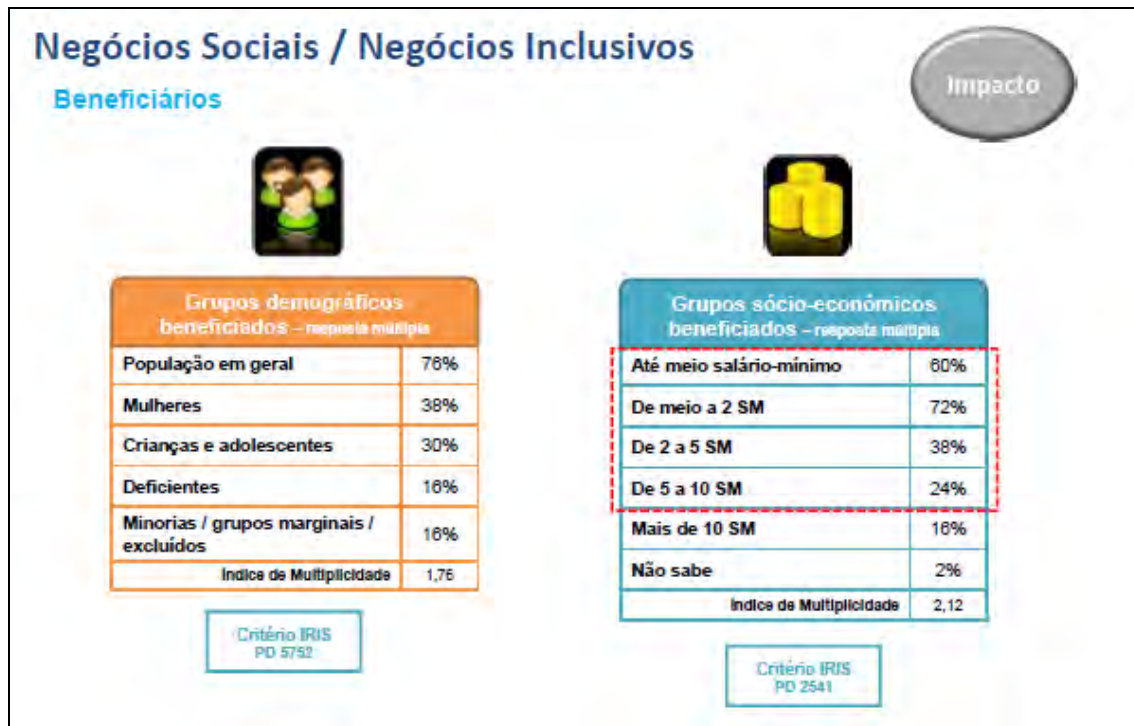 Negócios Sociais / Negócios Inclusivos
Impacto
Beneficiários
Grupos demográficos
beneficiados – resposta múltipla
População em geral 76%
Mulheres 38%
Crianças e adolescentes 30%
Deficientes 16%
Minorias / grupos marginais /
excluídos 16%
Indice de Multiplicidade 1,76
Critério IRIS
PD 5752
Grupos sócio-econômicos
beneficiados – resposta múltipla
Até meio salário-mínimo 60%
De meio a 2 SM 72%
De 2 a 5 SM 38%
De 5 a 10 SM 24%
Mais de 10 SM 16%
Não sabe 2%
Indice de Multiplicidade 2,12
Critério IRIS
PD 2541